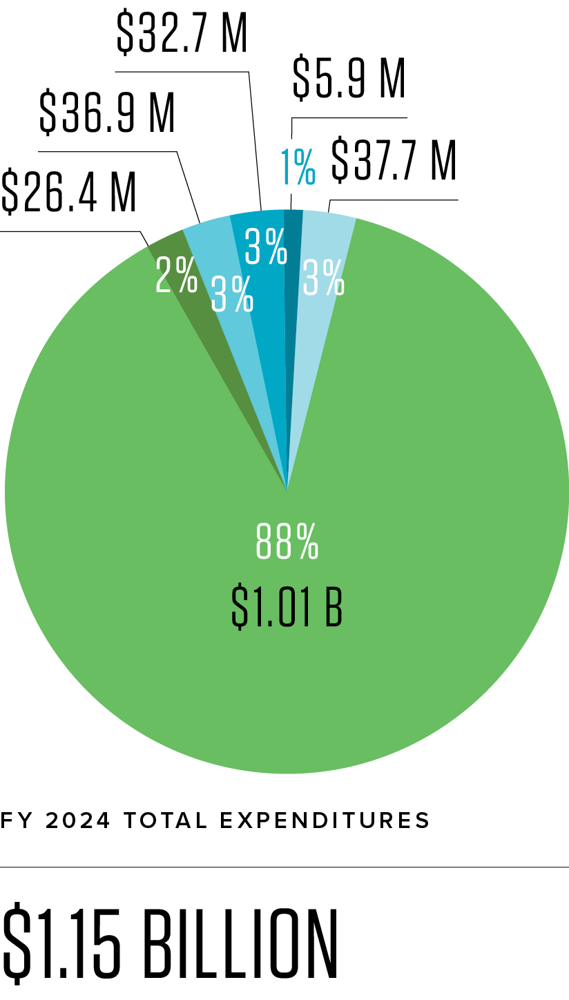 $32.7 M
$5.9 M
$36.9 M
$37.7 M
1%
$26.4 M
3%
2%
3%
3%
88%
$1.01 B
FY 2024 TOTAL EXPENDITURES
$1.15 BILLION